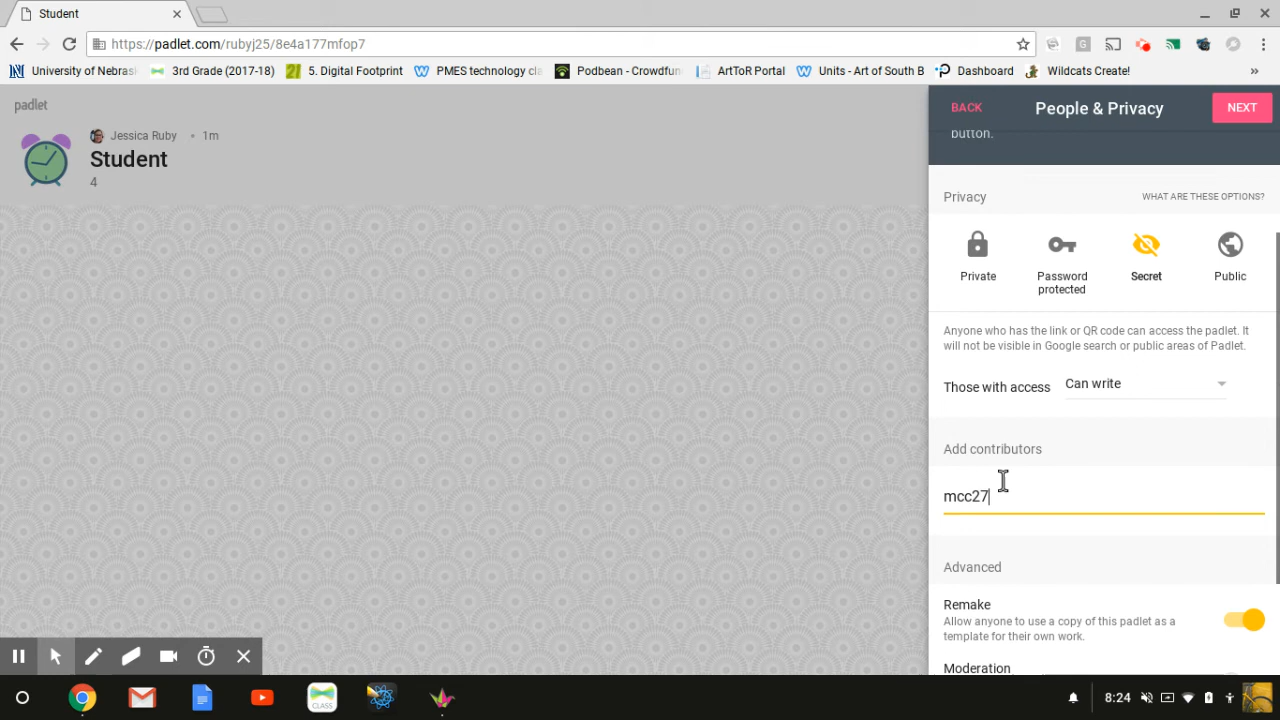 Student
https://padlet.com/rubyj25/8e4a177mfop7
University of Nebras
3rd Grade (2017-18)
5. Digital Footprint
PMES technology cla
Podbean - Crowdfun
ArtToR Portal
Units - Art of South B
Dashboard
Wildcats Create!
»
padlet
Jessica Ruby • 1m
Student
4
BACK
People & Privacy
NEXT
button.
Privacy
WHAT ARE THESE OPTIONS?
Private
Password
protected
Secret
Public
Anyone who has the link or QR code can access the padlet. It
will not be visible in Google search or public areas of Padlet.
Those with access Can write
Add contributors
mcc27
Advanced
Remake
Allow anyone to use a copy of this padlet as a
template for their own work.
Moderation
CLASS
8:24